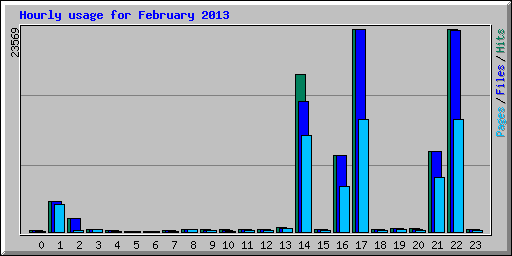 Hourly usage for February 2013
23569
Pages/Files/Hits
0 1 2 3 4 5 6 7 8 9 10 11 12 13 14 15 16 17 18 19 20 21 22 23